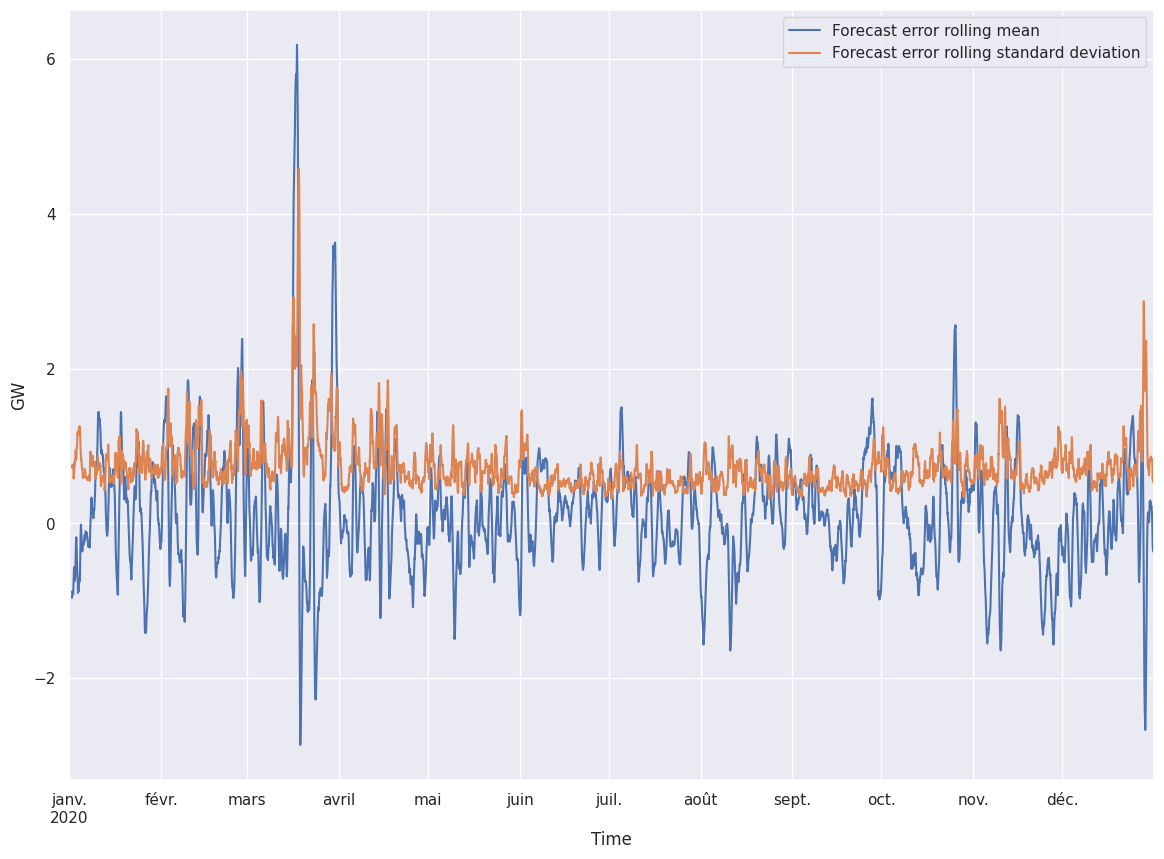 Forecast error rolling mean
Forecast error rolling standard deviation
6
4
2
0
−2
GW
janv.
2020
févr.
mars
avril
mai
juin
juil.
août
sept.
oct.
nov.
déc.
Time